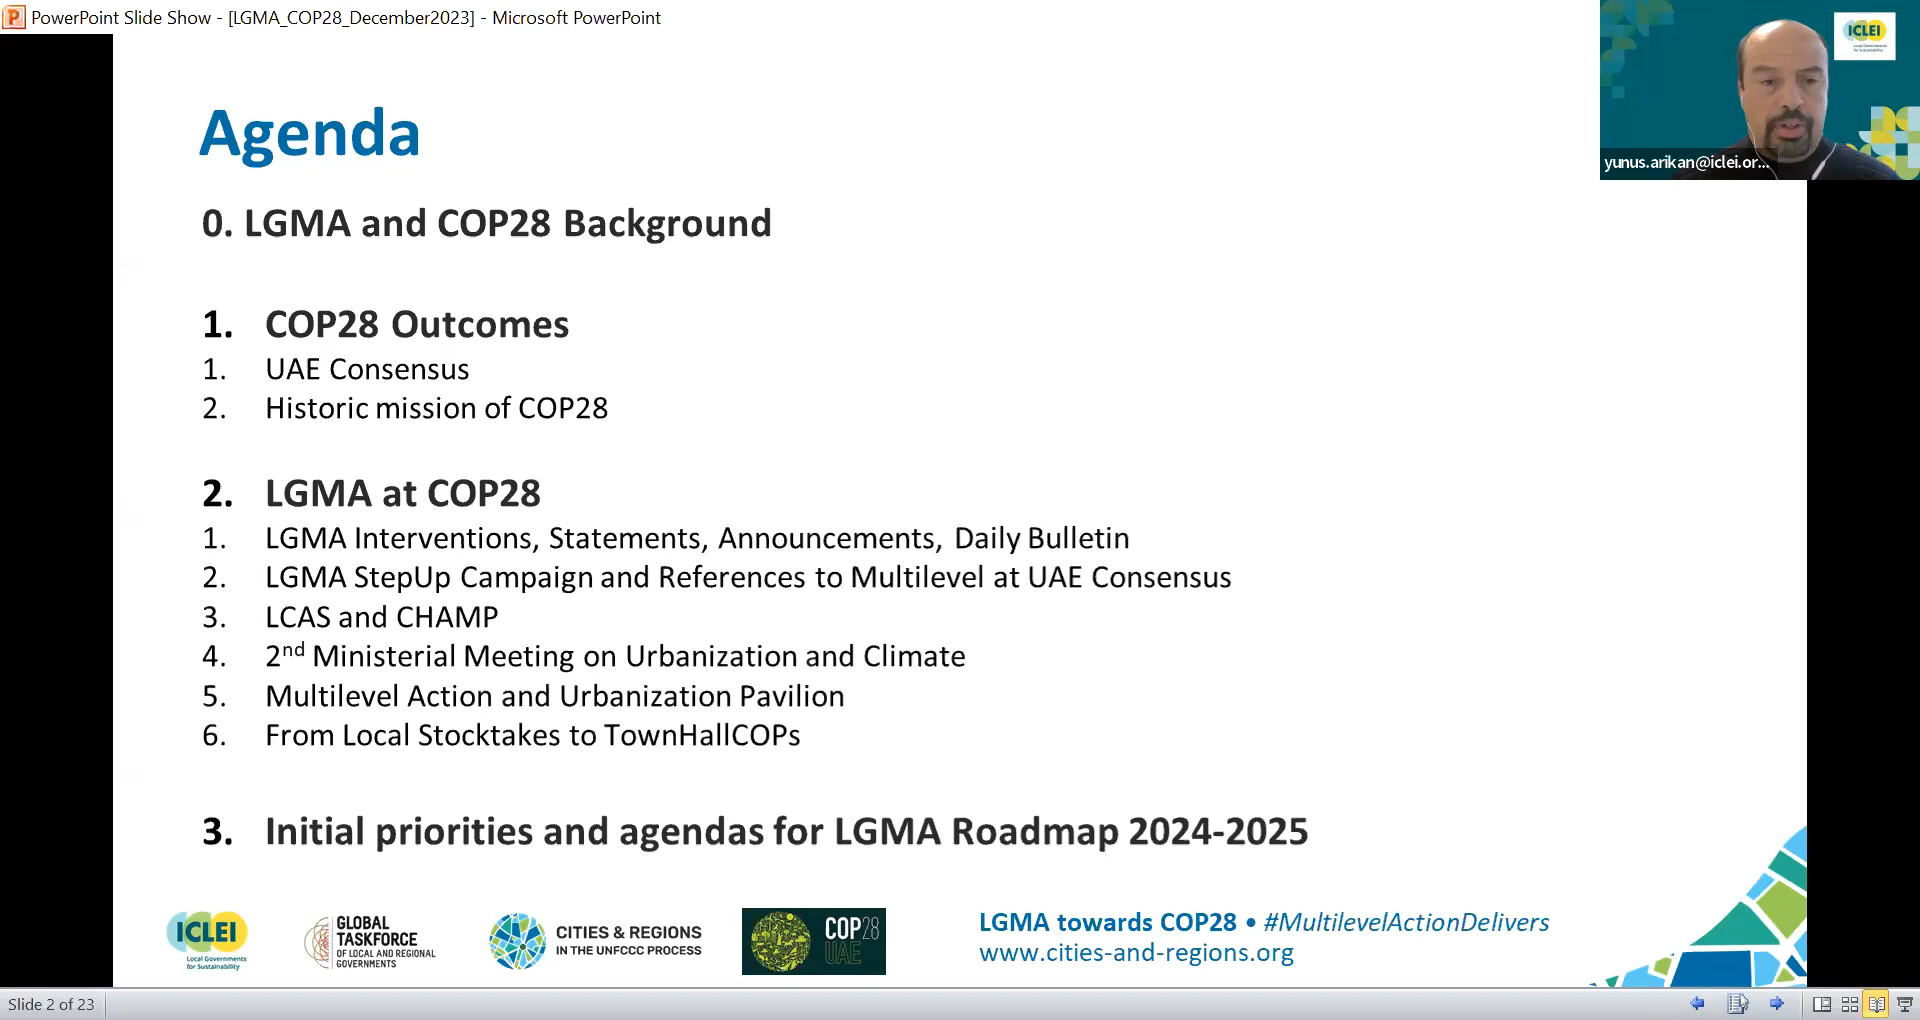 PowerPoint Slide Show - [LGMA_COP28_December2023] - Microsoft PowerPoint
ICLEI
Local Governments
for Sustainability
yunus.arikan@iclei.or...
Agenda
0. LGMA and COP28 Background
1. COP28 Outcomes
1. UAE Consensus
2. Historic mission of COP28
2. LGMA at COP28
1. LGMA Interventions, Statements, Announcements, Daily Bulletin
2. LGMA StepUp Campaign and References to Multilevel at UAE Consensus
3. LCAS and CHAMP
4. 2nd Ministerial Meeting on Urbanization and Climate
5. Multilevel Action and Urbanization Pavilion
6. From Local Stocktakes to TownHallCOPs
3. Initial priorities and agendas for LGMA Roadmap 2024-2025
ICLEI
Local Governments
for Sustainability
GLOBAL
TASKFORCE
OF LOCAL AND REGIONAL
GOVERNMENTS
CITIES & REGIONS
IN THE UNFCCC PROCESS
COP28
UAE
LGMA towards COP28 • #MultilevelActionDelivers
www.cities-and-regions.org
Slide 2 of 23